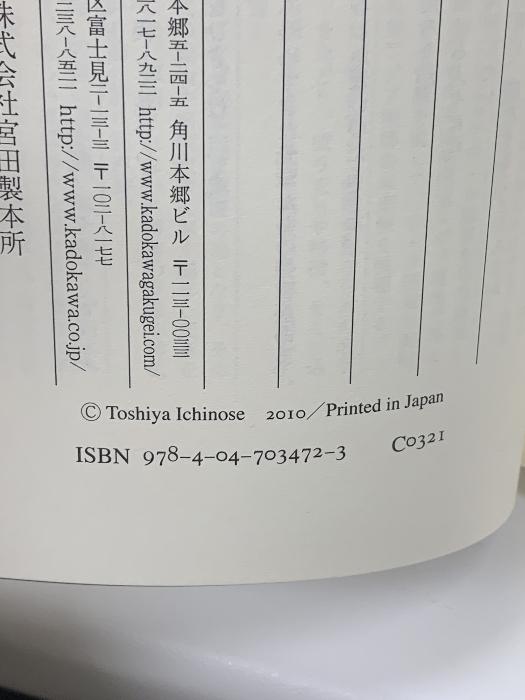 本郷五-二四-五 角川本郷ビル 〒一一三-〇〇三三
八一七-八九二二 http://www.kadokawagakugei.com/
区富士見二-一三-三 〒一〇二-八一七七
二三八-八五二一 http://www.kadokawa.co.jp/
株式会社宮田製本所
© Toshiya Ichinose 2010／Printed in Japan
ISBN 978-4-04-703472-3 C0321